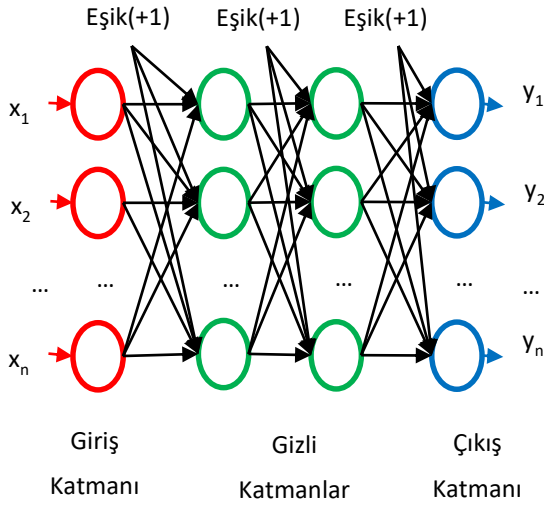 Eşik(+1) Eşik(+1) Eşik(+1)
x1 y1
x2 y2
... ... ... ... ... ...
xn yn
Giriş Gizli Çıkış
Katmanı Katmanlar Katmanı